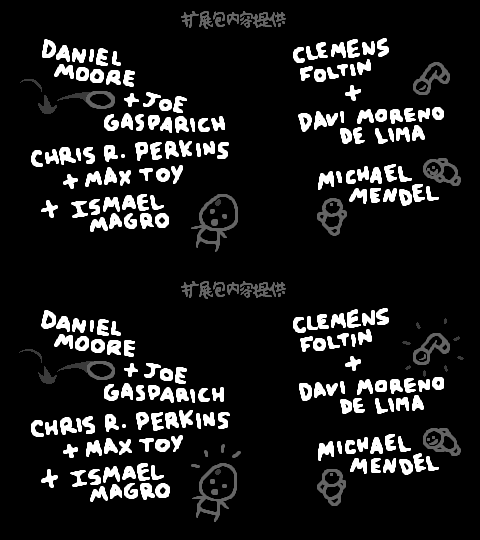 扩展包内容提供
DANIEL
MOORE
+ JOE
GASPARICH
CHRIS R. PERKINS
+ MAX TOY
+ ISMAEL
MAGRO
CLEMENS
FOLTIN
+
DAVI MORENO
DE LIMA
MICHAEL
MENDEL
扩展包内容提供
DANIEL
MOORE
+ JOE
GASPARICH
CHRIS R. PERKINS
+ MAX TOY
+ ISMAEL
MAGRO
CLEMENS
FOLTIN
+
DAVI MORENO
DE LIMA
MICHAEL
MENDEL